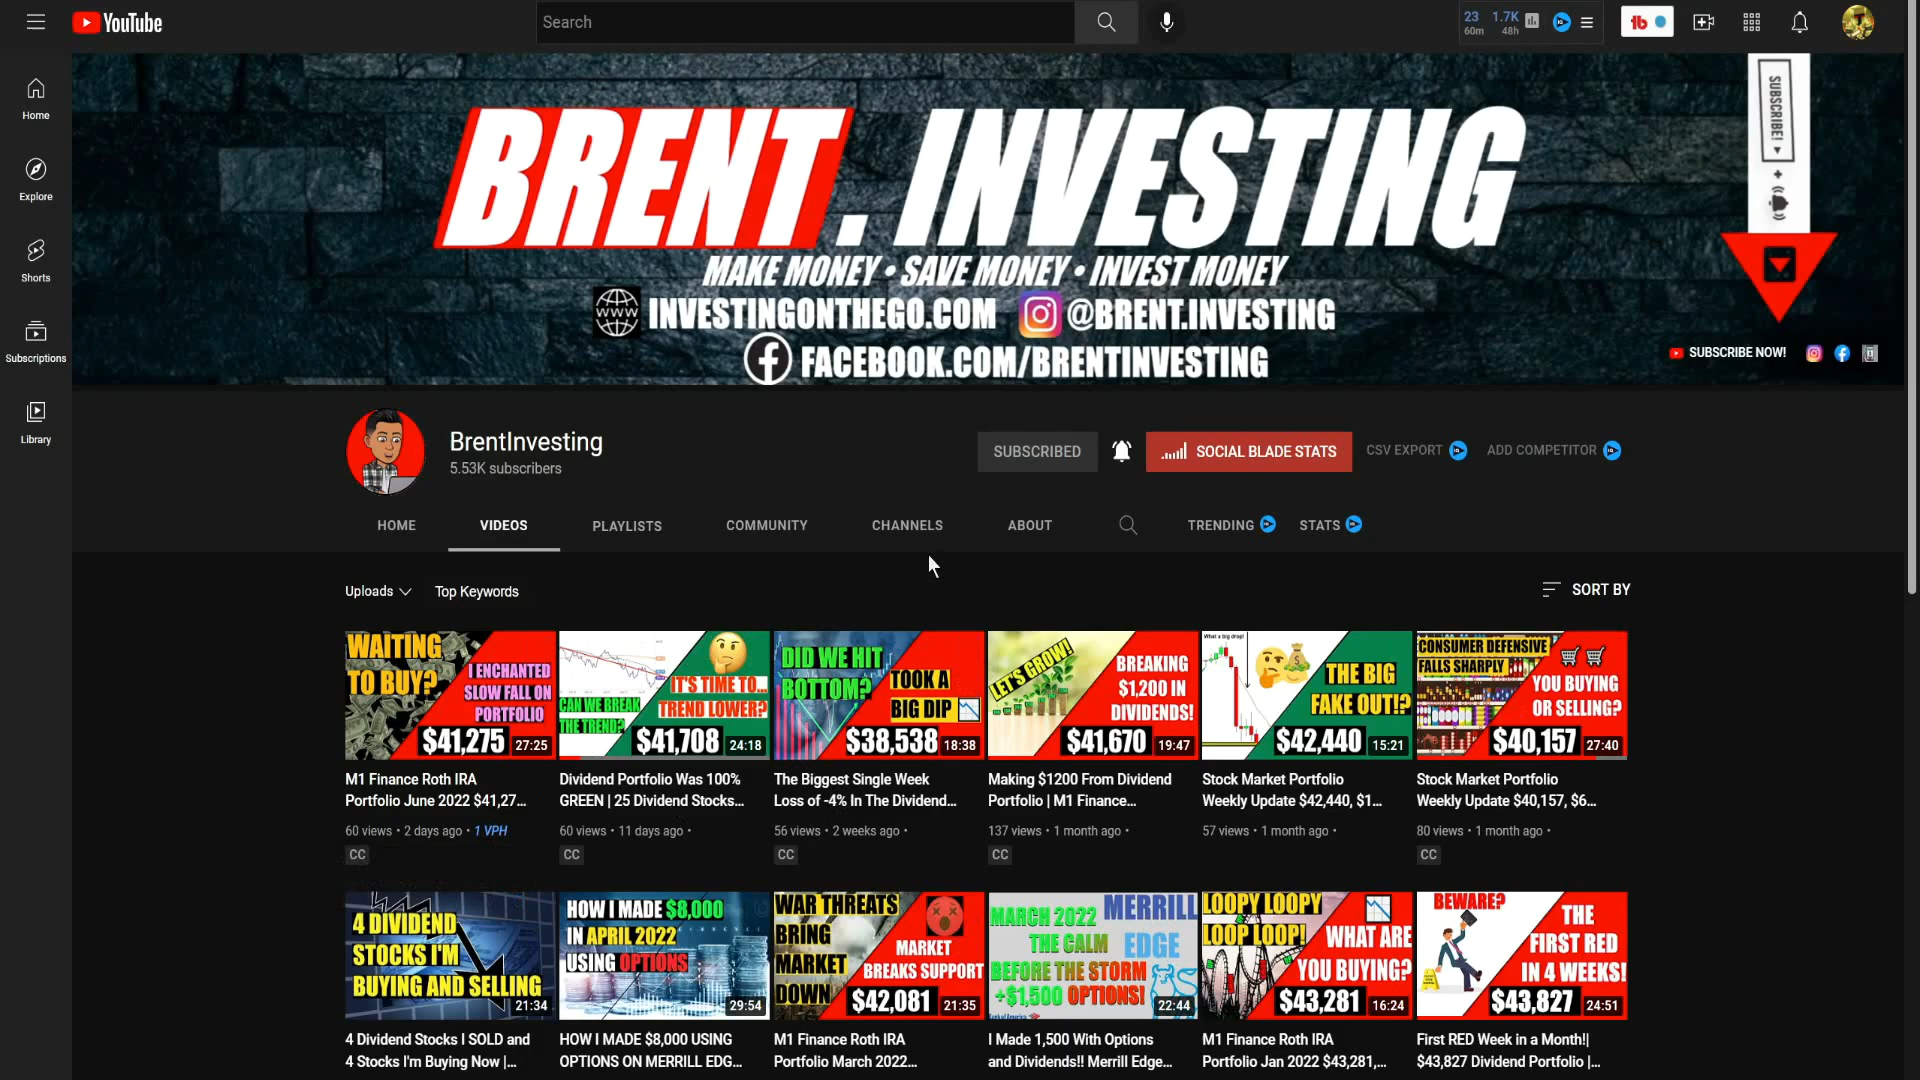 YouTube
Search
23 1.7K
60m 48h
Home
Explore
Shorts
Subscriptions
Library
BRENT.INVESTING
MAKE MONEY • SAVE MONEY • INVEST MONEY
WWW INVESTINGONTHEGO.COM @BRENT.INVESTING
FACEBOOK.COM/BRENTINVESTING
SUBSCRIBE!
SUBSCRIBE NOW!
BrentInvesting
5.53K subscribers
SUBSCRIBED
SOCIAL BLADE STATS
CSV EXPORT
ADD COMPETITOR
HOME VIDEOS PLAYLISTS COMMUNITY CHANNELS ABOUT TRENDING STATS
Uploads Top Keywords SORT BY
WAITING
TO BUY?
I ENCHANTED
SLOW FALL ON
PORTFOLIO
$41,275 27:25
IT'S TIME TO...
TREND LOWER?
CAN WE BREAK
THE TREND?
$41,708 24:18
DID WE HIT
BOTTOM?
TOOK A
BIG DIP
$38,538 18:38
LET'S GROW!
BREAKING
$1,200 IN
DIVIDENDS!
$41,670 19:47
What a big drop!
THE BIG
FAKE OUT!?
$42,440 15:21
CONSUMER DEFENSIVE
FALLS SHARPLY
YOU BUYING
OR SELLING?
$40,157 27:40
M1 Finance Roth IRA
Portfolio June 2022 $41,27...
60 views • 2 days ago • 1 VPH
CC
Dividend Portfolio Was 100%
GREEN | 25 Dividend Stocks...
60 views • 11 days ago •
CC
The Biggest Single Week
Loss of -4% In The Dividend...
56 views • 2 weeks ago •
CC
Making $1200 From Dividend
Portfolio | M1 Finance...
137 views • 1 month ago •
CC
Stock Market Portfolio
Weekly Update $42,440, $1...
57 views • 1 month ago •
Stock Market Portfolio
Weekly Update $40,157, $6...
80 views • 1 month ago •
CC
4 DIVIDEND
STOCKS I'M
BUYING AND SELLING
21:34
HOW I MADE $8,000
IN APRIL 2022
USING OPTIONS
29:54
WAR THREATS
BRING
MARKET
DOWN
MARKET
BREAKS SUPPORT
$42,081 21:35
MARCH 2022 MERRILL
THE CALM EDGE
BEFORE THE STORM
+$1,500 OPTIONS!
22:44
LOOPY LOOPY
LOOP LOOP!
WHAT ARE
YOU BUYING?
$43,281 16:24
BEWARE?
THE
FIRST RED
IN 4 WEEKS!
$43,827 24:51
4 Dividend Stocks I SOLD and
4 Stocks I'm Buying Now |...
HOW I MADE $8,000 USING
OPTIONS ON MERRILL EDG...
M1 Finance Roth IRA
Portfolio March 2022...
I Made 1,500 With Options
and Dividends!! Merrill Edge...
M1 Finance Roth IRA
Portfolio Jan 2022 $43,281,...
First RED Week in a Month!|
$43,827 Dividend Portfolio |...